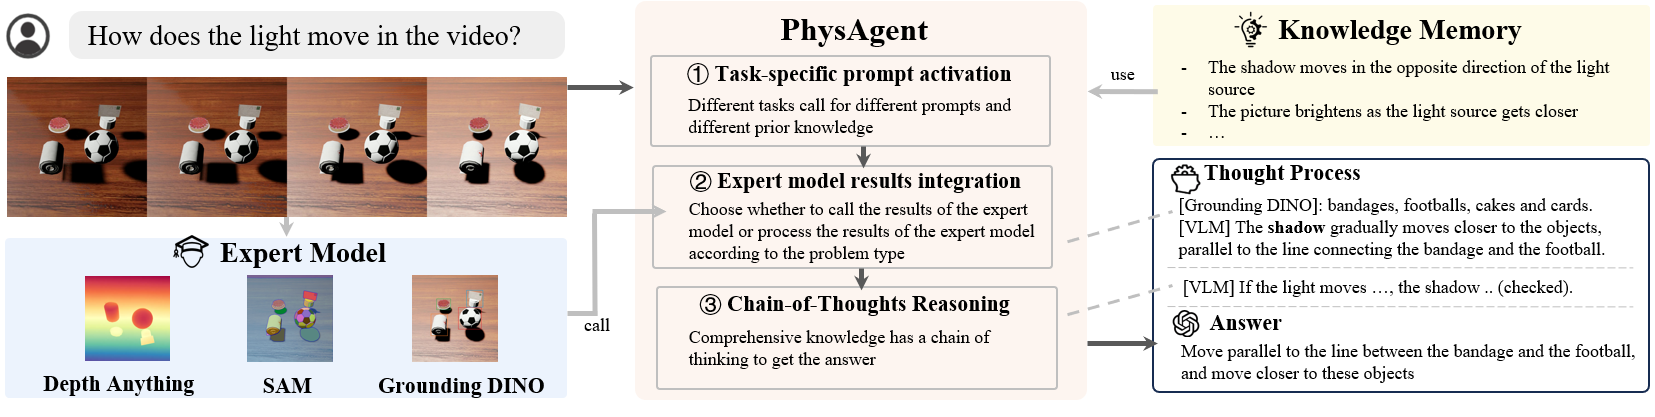 How does the light move in the video?
Expert Model
Depth Anything
SAM
Grounding DINO
call
PhysAgent
① Task-specific prompt activation
Different tasks call for different prompts and
different prior knowledge
② Expert model results integration
Choose whether to call the results of the expert
model or process the results of the expert model
according to the problem type
③ Chain-of-Thoughts Reasoning
Comprehensive knowledge has a chain of
thinking to get the answer
use
Knowledge Memory
- The shadow moves in the opposite direction of the light
source
- The picture brightens as the light source gets closer
- …
Thought Process
[Grounding DINO]: bandages, footballs, cakes and cards.
[VLM] The shadow gradually moves closer to the objects,
parallel to the line connecting the bandage and the football.
[VLM] If the light moves …, the shadow .. (checked).
Answer
Move parallel to the line between the bandage and the football,
and move closer to these objects